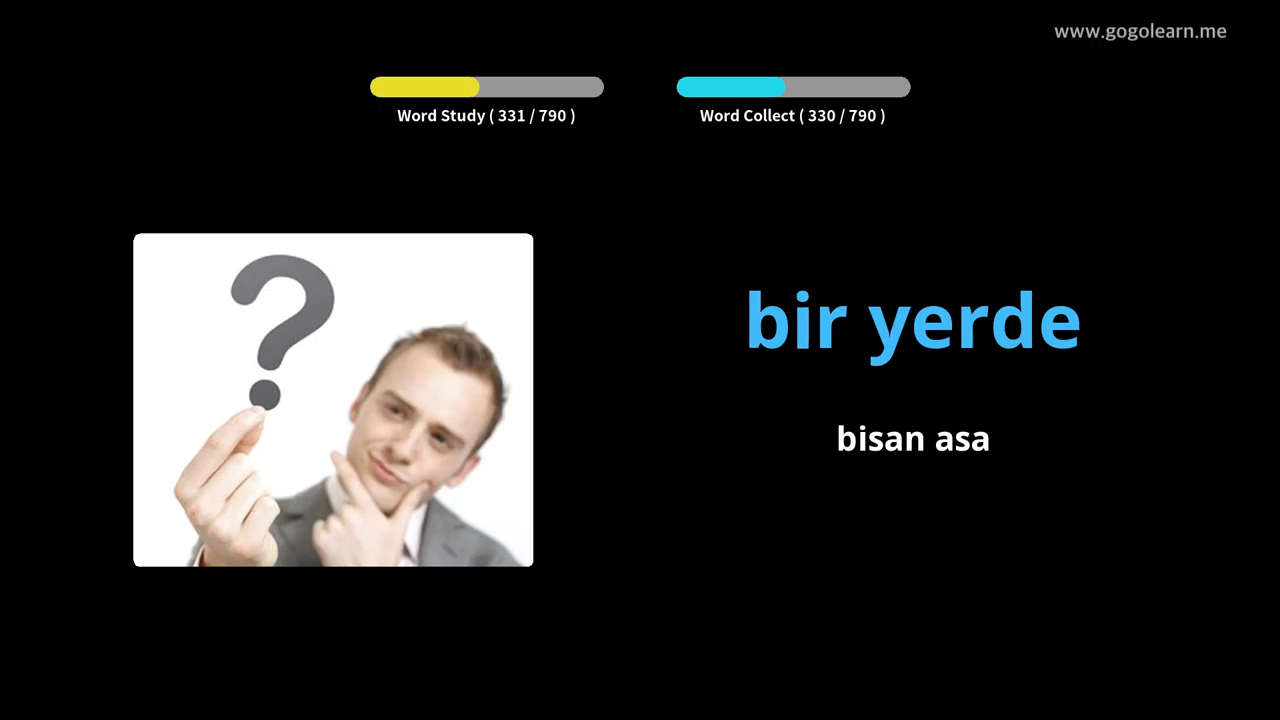 www.gogolearn.me
Word Study ( 331 / 790 )
Word Collect ( 330 / 790 )
?
bir yerde
bisan asa